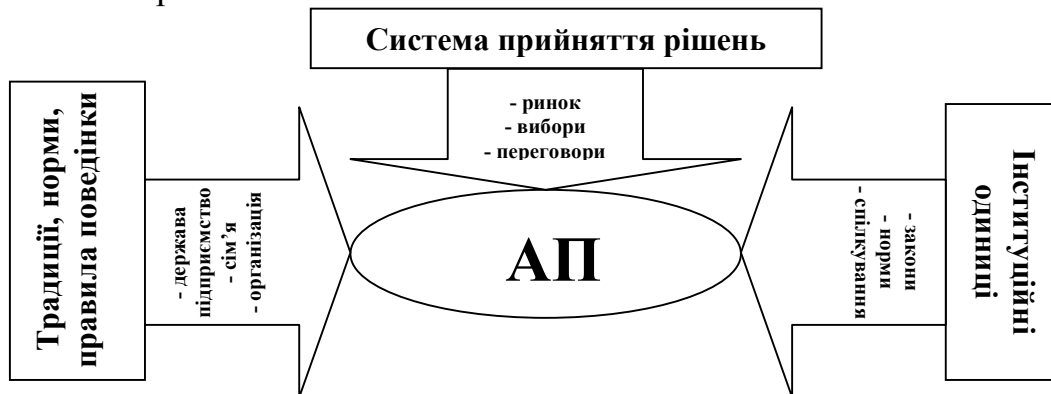 Система прийняття рішень
- ринок
- вибори
- переговори
Традиції, норми,
правила поведінки
- держава
підприємство
- сім’я
- організація
АП
- закони
- норми
- спілкування
Інституційні
одиниці